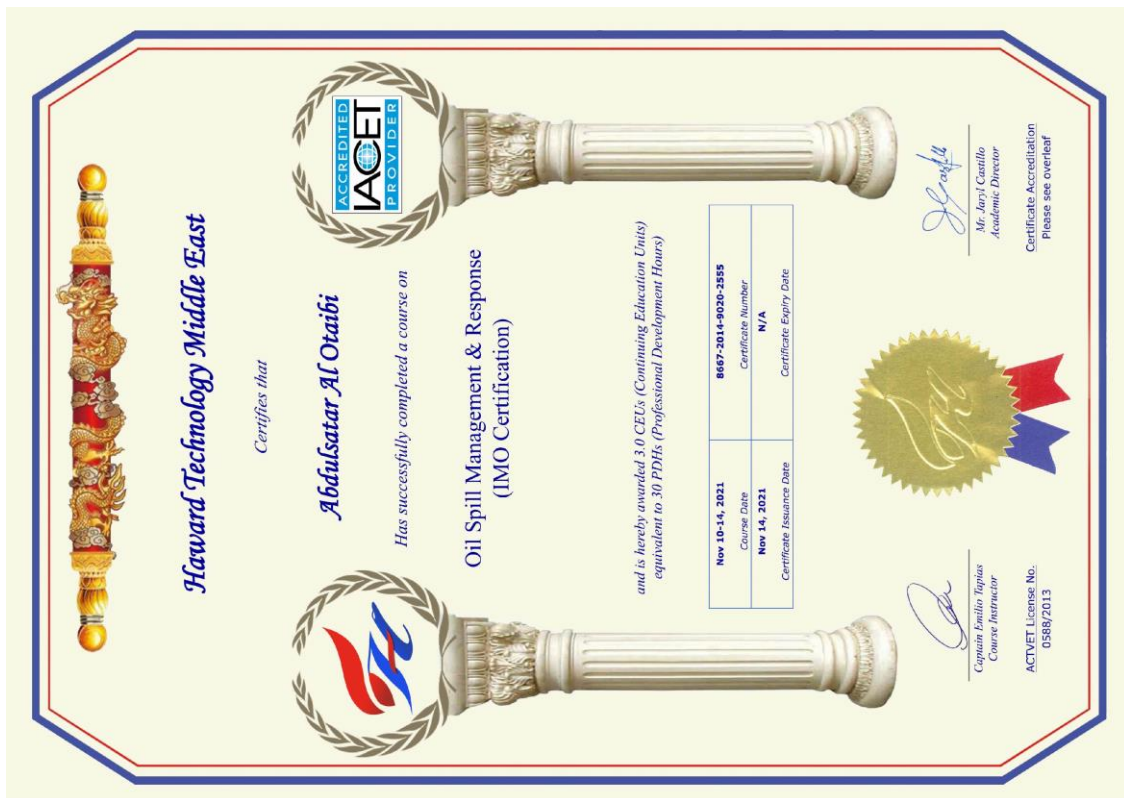 Haward Technology Middle East
Certifies that
Abdulsatar Al Otaibi
Has successfully completed a course on
Oil Spill Management & Response
(IMO Certification)
ACCREDITED
IACET
PROVIDER
and is hereby awarded 3.0 CEUs (Continuing Education Units)
equivalent to 30 PDHs (Professional Development Hours)
Nov 10-14, 2021
8667-2014-9020-2555
Course Date
Certificate Number
Nov 14, 2021
N/A
Certificate Issuance Date
Certificate Expiry Date
Captain Emilio Tapias
Course Instructor
ACTVET License No.
0588/2013
Mr. Jaryl Castillo
Academic Director
Certificate Accreditation
Please see overleaf